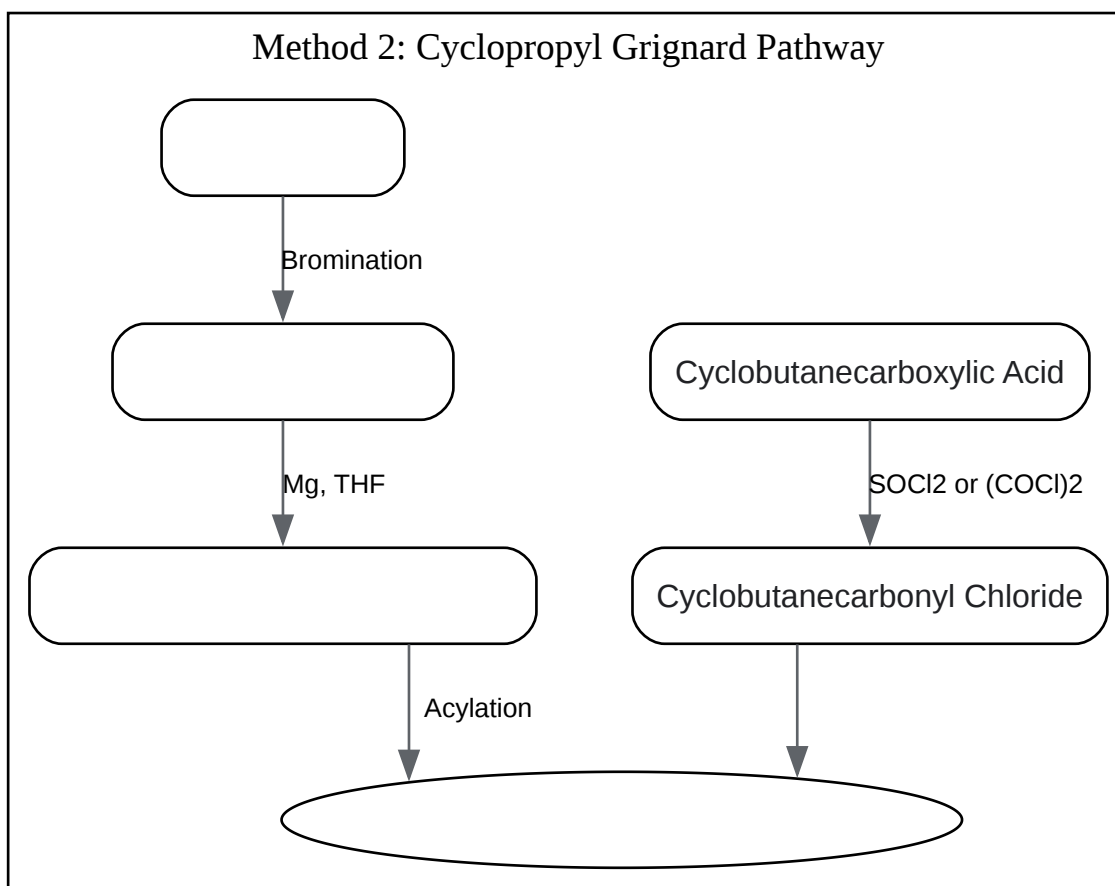 Method 2: Cyclopropyl Grignard Pathway
Bromination
Cyclobutanecarboxylic Acid
Mg, THF
SOCl2 or (COCl)2
Cyclobutanecarbonyl Chloride
Acylation